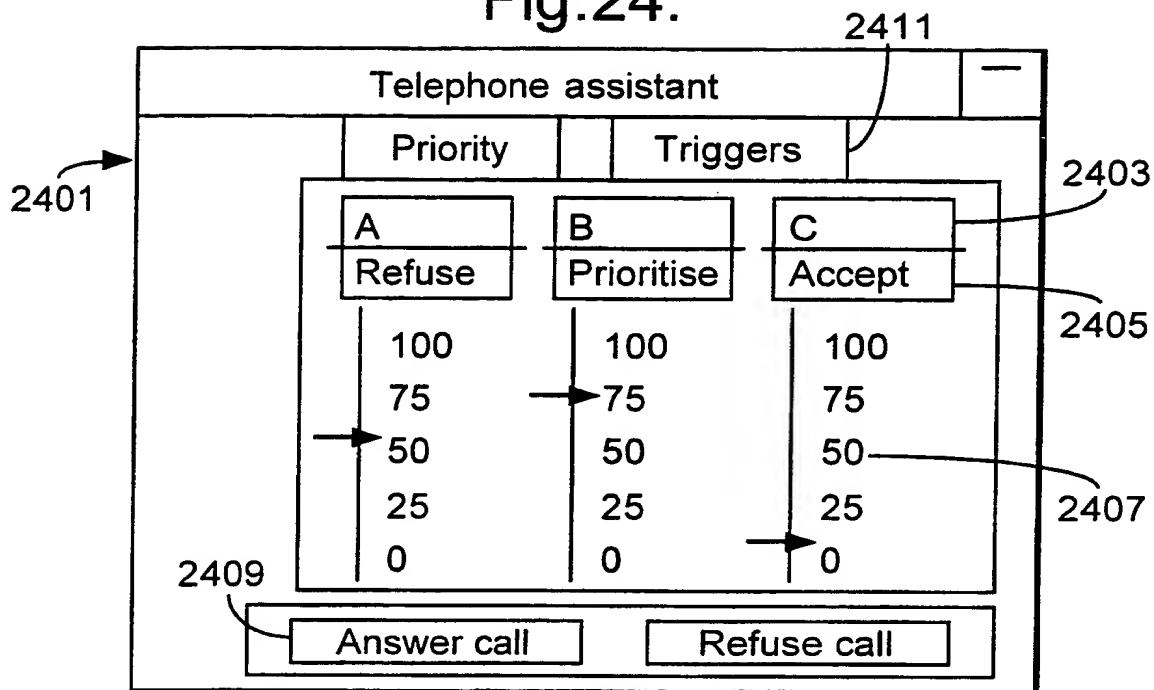 Fig.24.
2411
Telephone assistant
Priority Triggers
2401
2403
A B C
Refuse Prioritise Accept
2405
100 100 100
75 75 75
50 50 50
2407
25 25 25
0 0 0
2409
Answer call Refuse call